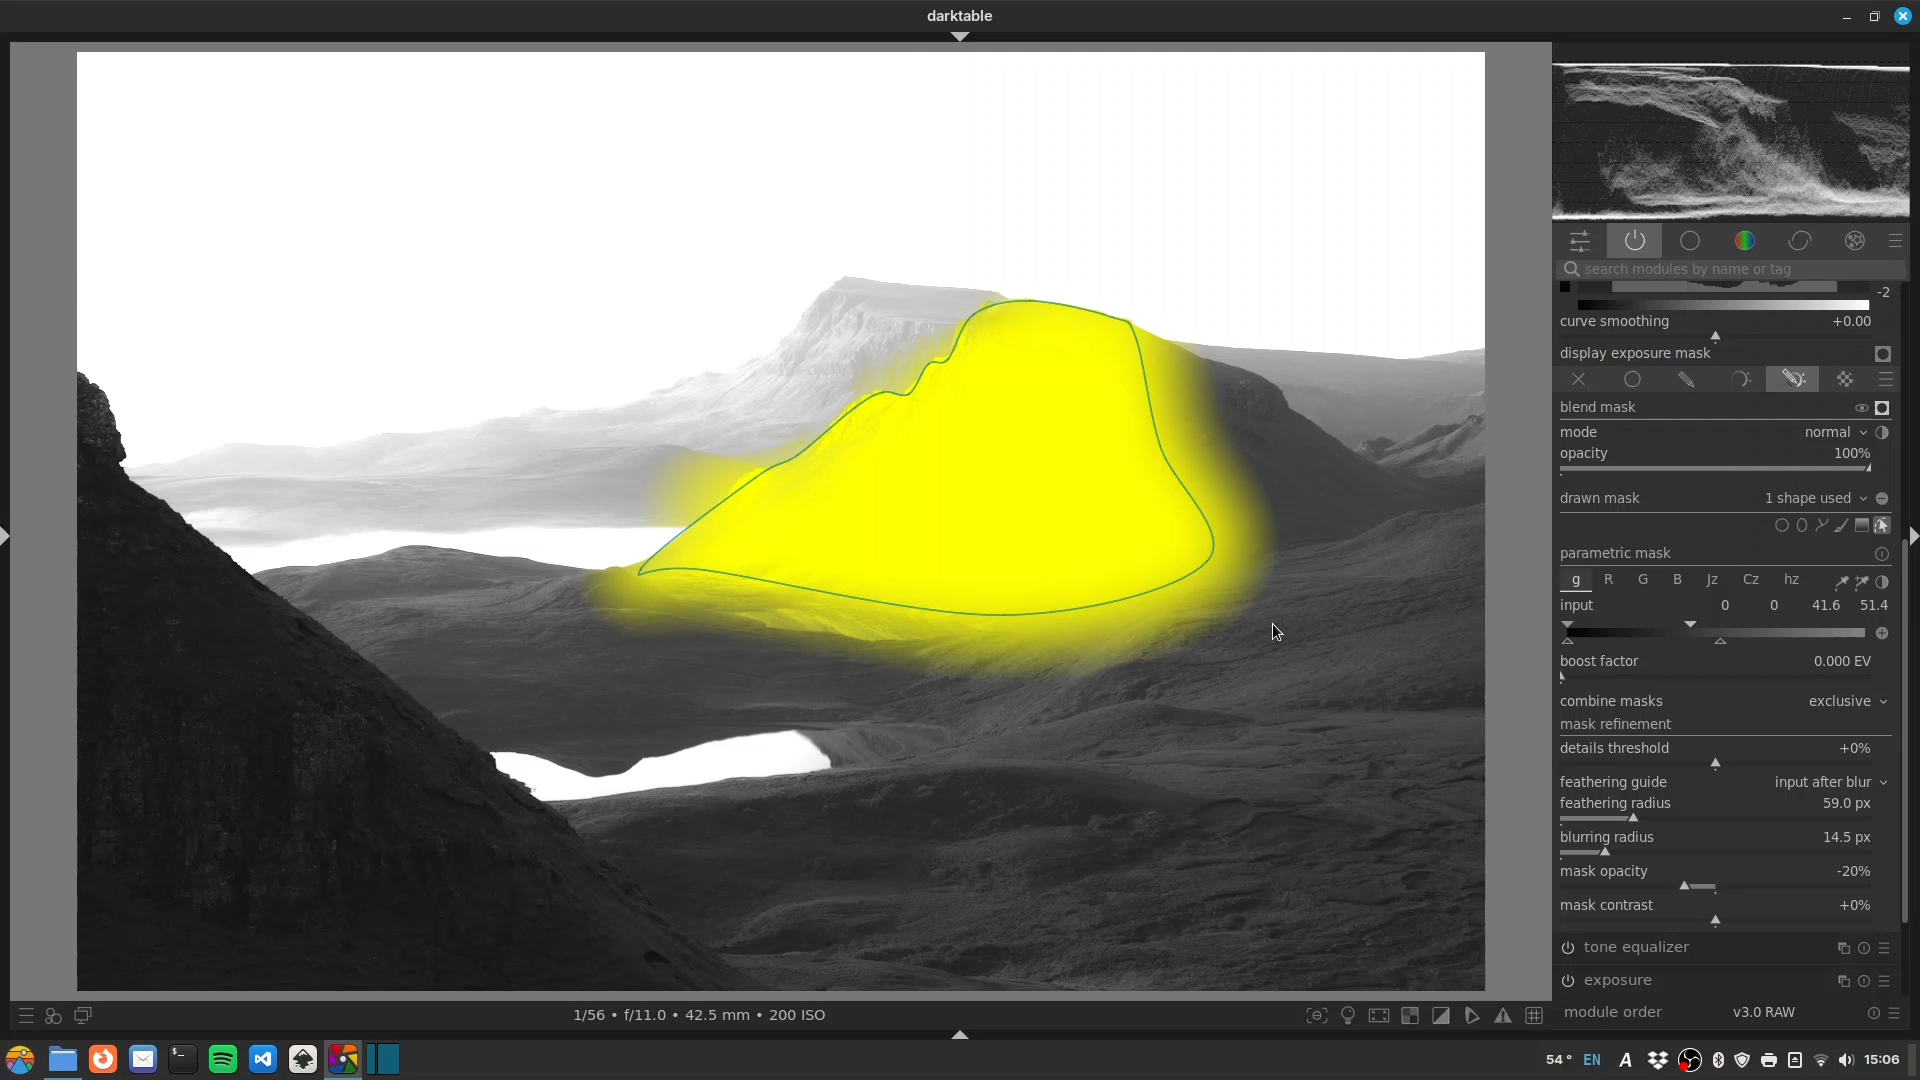 darktable
search modules by name or tag
-2
curve smoothing +0.00
display exposure mask
blend mask
mode normal
opacity 100%
drawn mask 1 shape used
parametric mask
g R G B Jz Cz hz
input 0 0 41.6 51.4
boost factor 0.000 EV
combine masks exclusive
mask refinement
details threshold +0%
feathering guide input after blur
feathering radius 59.0 px
blurring radius 14.5 px
mask opacity -20%
mask contrast +0%
tone equalizer
exposure
module order v3.0 RAW
1/56 • f/11.0 • 42.5 mm • 200 ISO
54 ° EN A 15:06